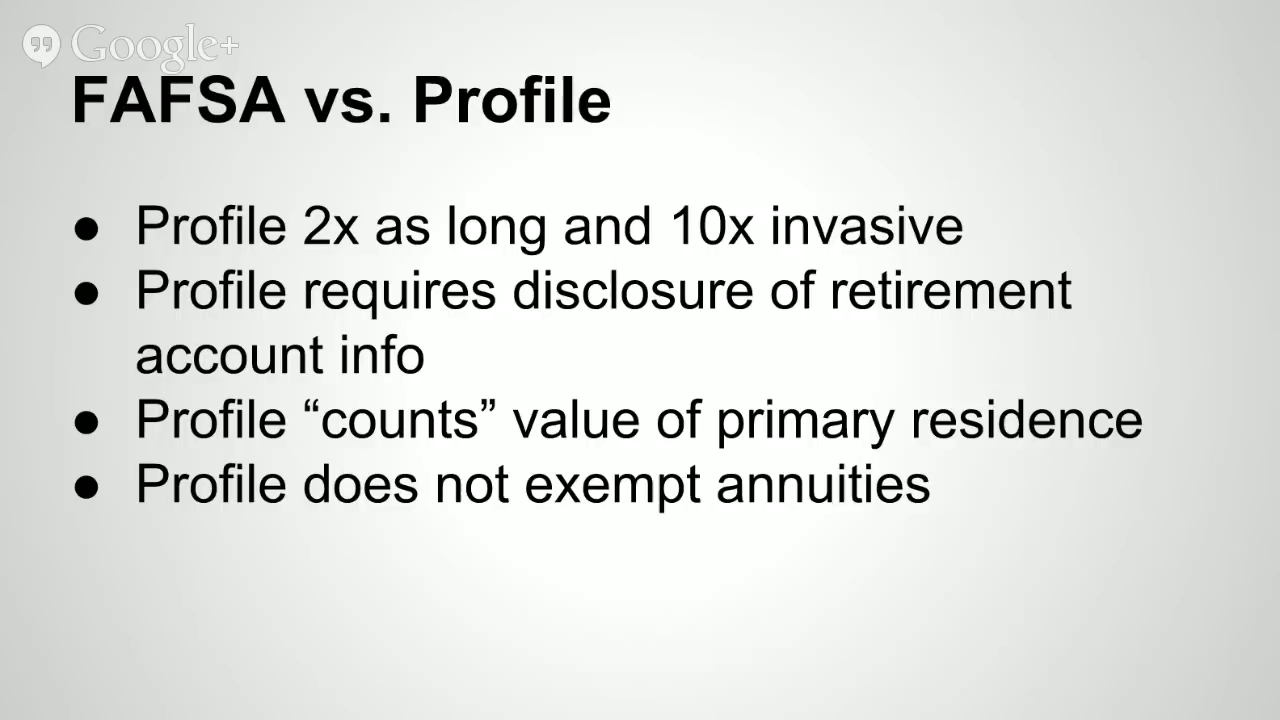 Google+
FAFSA vs. Profile
● Profile 2x as long and 10x invasive
● Profile requires disclosure of retirement
account info
● Profile “counts” value of primary residence
● Profile does not exempt annuities